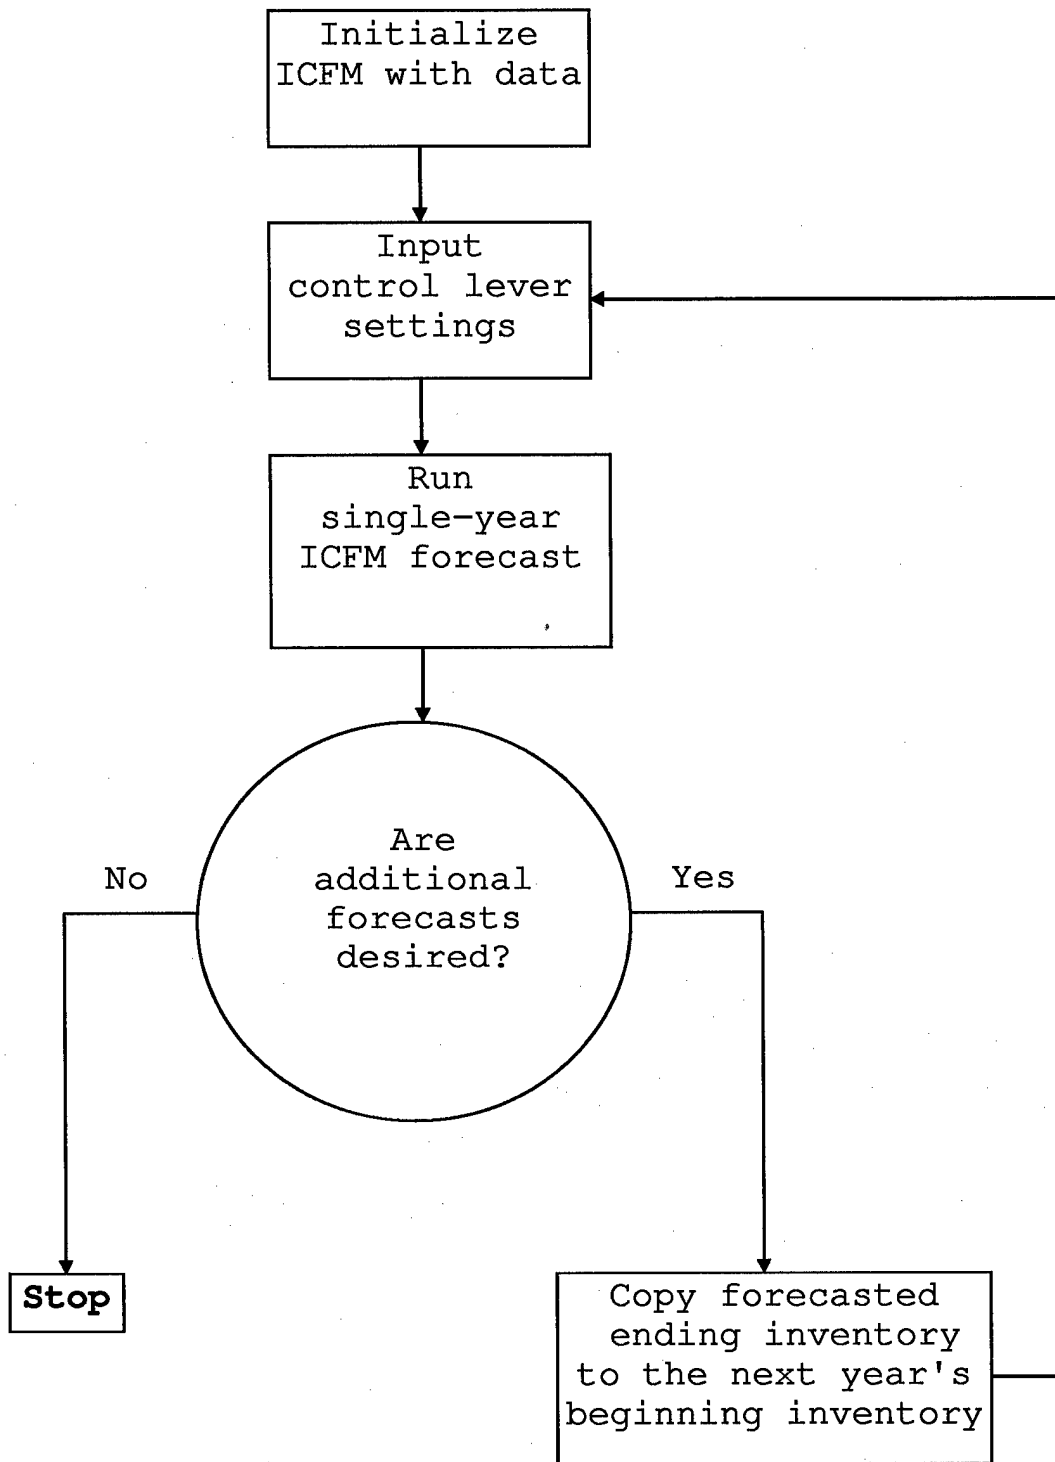 Initialize
ICFM with data
Input
control lever
settings
Run
single-year
ICFM forecast
Are
additional
forecasts
desired?
No
Yes
Stop
Copy forecasted
ending inventory
to the next year's
beginning inventory